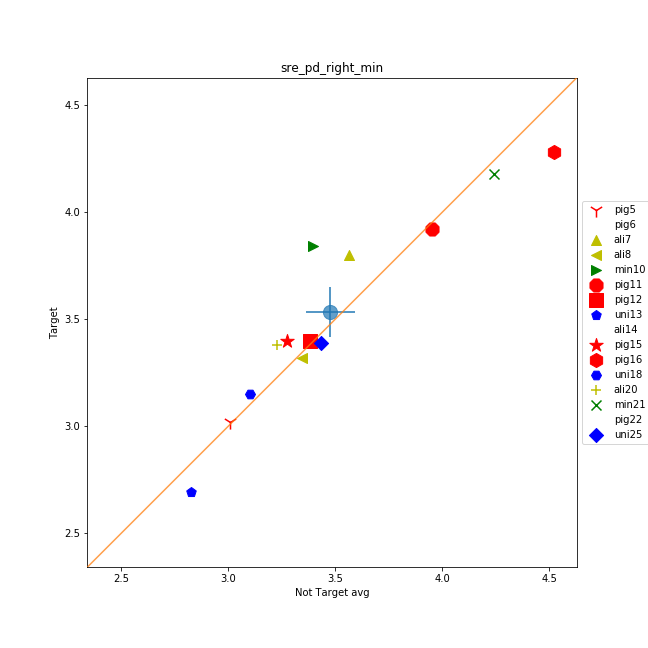 sre_pd_right_min
4.5
4.0
3.5
3.0
2.5
Target
2.5 3.0 3.5 4.0 4.5
Not Target avg
pig5
pig6
ali7
ali8
min10
pig11
pig12
uni13
ali14
pig15
pig16
uni18
ali20
min21
pig22
uni25